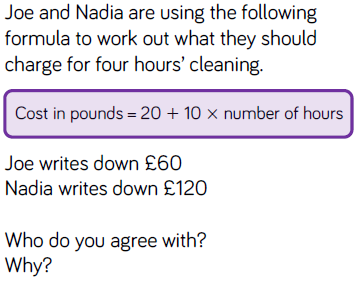 Joe and Nadia are using the following
formula to work out what they should
charge for four hours' cleaning.
Cost in pounds = 20 + 10 × number of hours
Joe writes down £60
Nadia writes down £120
Who do you agree with?
Why?